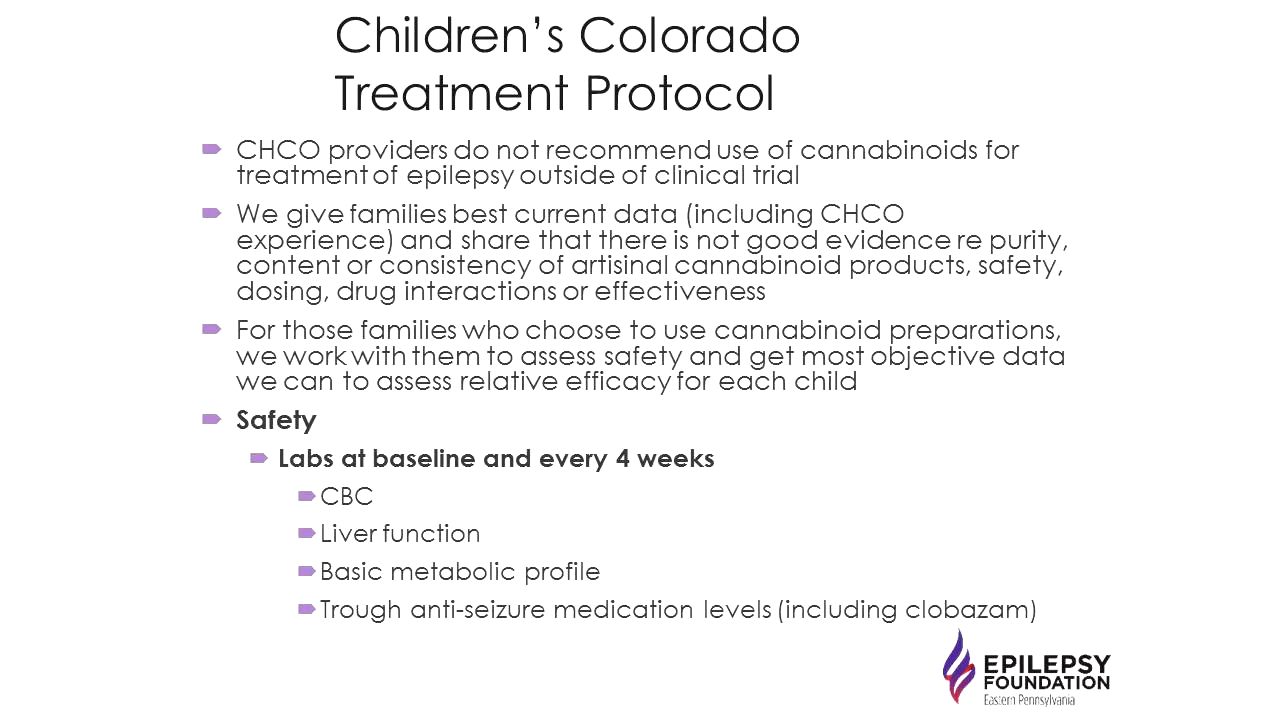 Children’s Colorado
Treatment Protocol
CHCO providers do not recommend use of cannabinoids for
treatment of epilepsy outside of clinical trial
We give families best current data (including CHCO
experience) and share that there is not good evidence re purity,
content or consistency of artisinal cannabinoid products, safety,
dosing, drug interactions or effectiveness
For those families who choose to use cannabinoid preparations,
we work with them to assess safety and get most objective data
we can to assess relative efficacy for each child
Safety
Labs at baseline and every 4 weeks
CBC
Liver function
Basic metabolic profile
Trough anti-seizure medication levels (including clobazam)
EPILEPSY
FOUNDATION
Eastern Pennsylvania